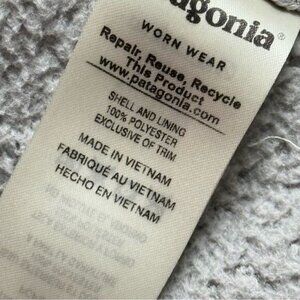 agonia®
WORN WEAR
Repair, Reuse, Recycle
This Product
www.patagonia.com
SHELL AND LINING
100% POLYESTER
EXCLUSIVE OF TRIM
MADE IN VIETNAM
FABRIQUÉ AU VIETNAM
HECHO EN VIETNAM